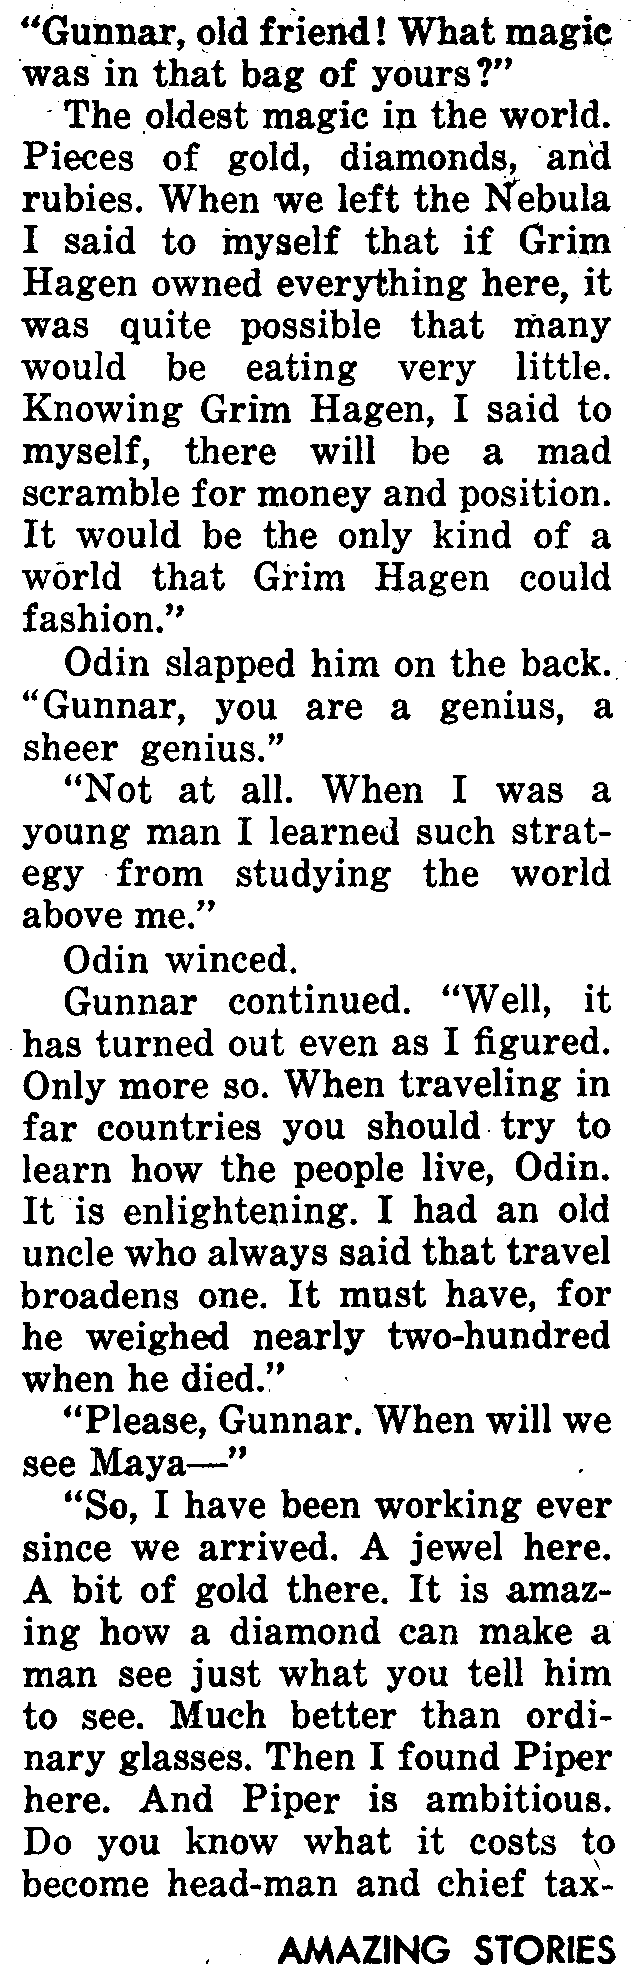 “Gunnar, old friend! What magic
was in that bag of yours?”
The oldest magic in the world.
Pieces of gold, diamonds, and
rubies. When we left the Nebula
I said to myself that if Grim
Hagen owned everything here, it
was quite possible that many
would be eating very little.
Knowing Grim Hagen, I said to
myself, there will be a mad
scramble for money and position.
It would be the only kind of a
world that Grim Hagen could
fashion.”
Odin slapped him on the back.
“Gunnar, you are a genius, a
sheer genius.”
“Not at all. When I was a
young man I learned such strat-
egy from studying the world
above me.”
Odin winced.
Gunnar continued. “Well, it
has turned out even as I figured.
Only more so. When traveling in
far countries you should try to
learn how the people live, Odin.
It is enlightening. I had an old
uncle who always said that travel
broadens one. It must have, for
he weighed nearly two-hundred
when he died.”
“Please, Gunnar. When will we
see Maya—”
“So, I have been working ever
since we arrived. A jewel here.
A bit of gold there. It is amaz-
ing how a diamond can make a
man see just what you tell him
to see. Much better than ordi-
nary glasses. Then I found Piper
here. And Piper is ambitious.
Do you know what it costs to
become head-man and chief tax-
AMAZING STORIES